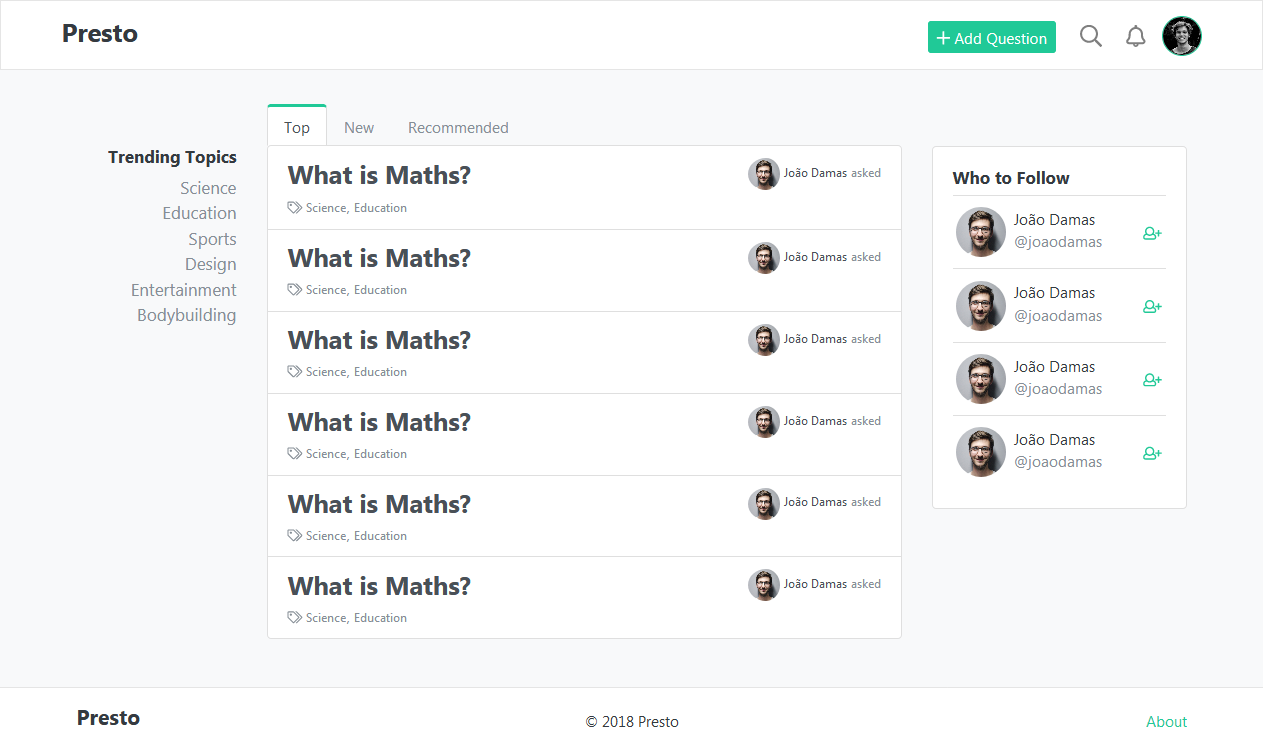 Presto
Add Question
Top New Recommended
Trending Topics
Science
Education
Sports
Design
Entertainment
Bodybuilding
What is Maths?
João Damas asked
Science, Education
What is Maths?
João Damas asked
Science, Education
What is Maths?
João Damas asked
Science, Education
What is Maths?
João Damas asked
Science, Education
What is Maths?
João Damas asked
Science, Education
What is Maths?
João Damas asked
Science, Education
Who to Follow
João Damas
@joaodamas
João Damas
@joaodamas
João Damas
@joaodamas
João Damas
@joaodamas
Presto
© 2018 Presto
About